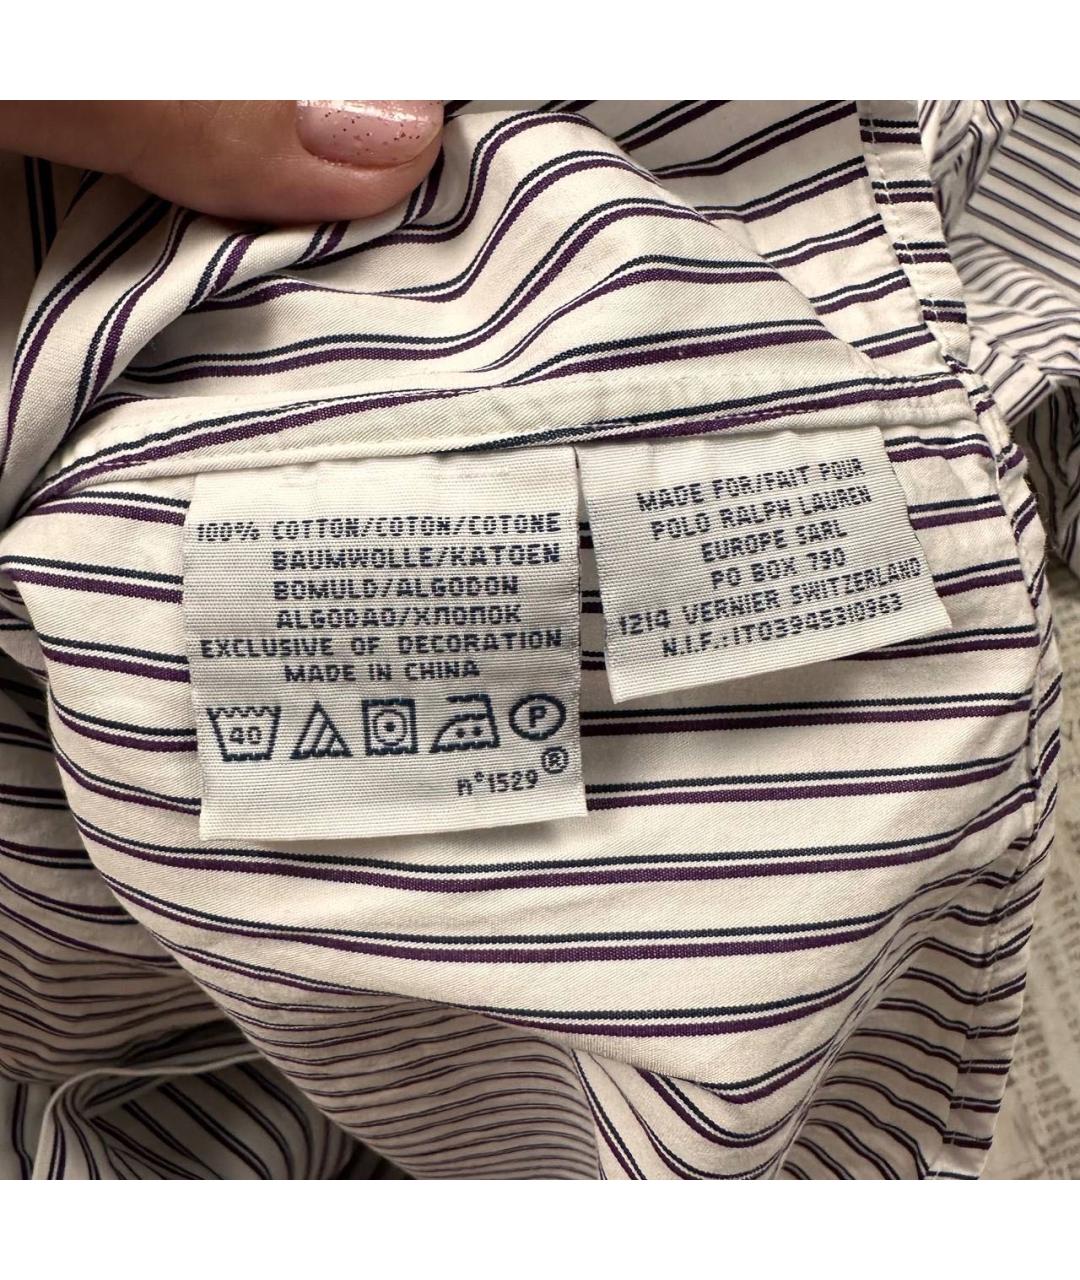 100% COTTON/COTON/COTONE
BAUMWOLLE/KATOEN
BOMULD/ALGODON
ALGODAO/ХЛОПОК
EXCLUSIVE OF DECORATION
MADE IN CHINA
40 P
n°1529 ®
MADE FOR/FAIT POUR
POLO RALPH LAUREN
EUROPE SARL
PO BOX 790
1214 VERNIER SWITZERLAND
N.I.F.:IT03945310963